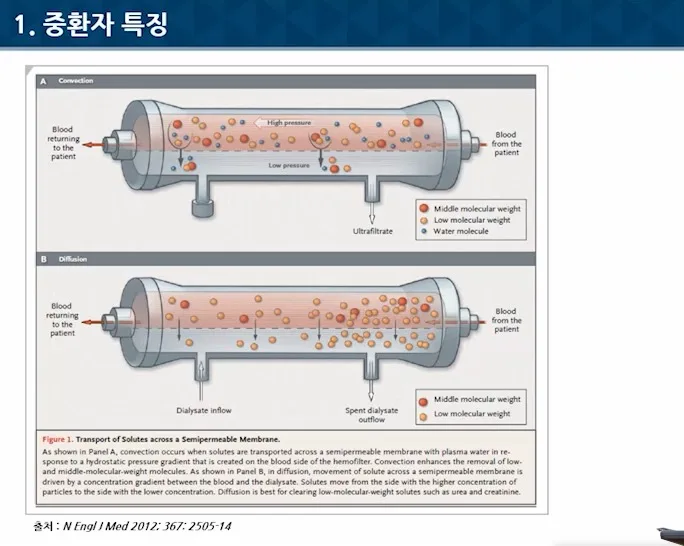 1. 중환자 특징
A Convection
Blood
returning
to the
patient
High pressure
Low pressure
Blood
from the
patient
Ultrafiltrate
Middle molecular weight
Low molecular weight
Water molecule
B Diffusion
Blood
returning
to the
patient
Blood
from the
patient
Dialysate inflow
Spent dialysate
outflow
Middle molecular weight
Low molecular weight
Figure 1. Transport of Solutes across a Semipermeable Membrane.
As shown in Panel A, convection occurs when solutes are transported across a semipermeable membrane with plasma water in re-
sponse to a hydrostatic pressure gradient that is created on the blood side of the hemofilter. Convection enhances the removal of low-
and middle-molecular-weight molecules. As shown in Panel B, in diffusion, movement of solute across a semipermeable membrane is
driven by a concentration gradient between the blood and the dialysate. Solutes move from the side with the higher concentration of
particles to the side with the lower concentration. Diffusion is best for clearing low-molecular-weight solutes such as urea and creatinine.
출처 : N Engl J Med 2012; 367: 2505-14